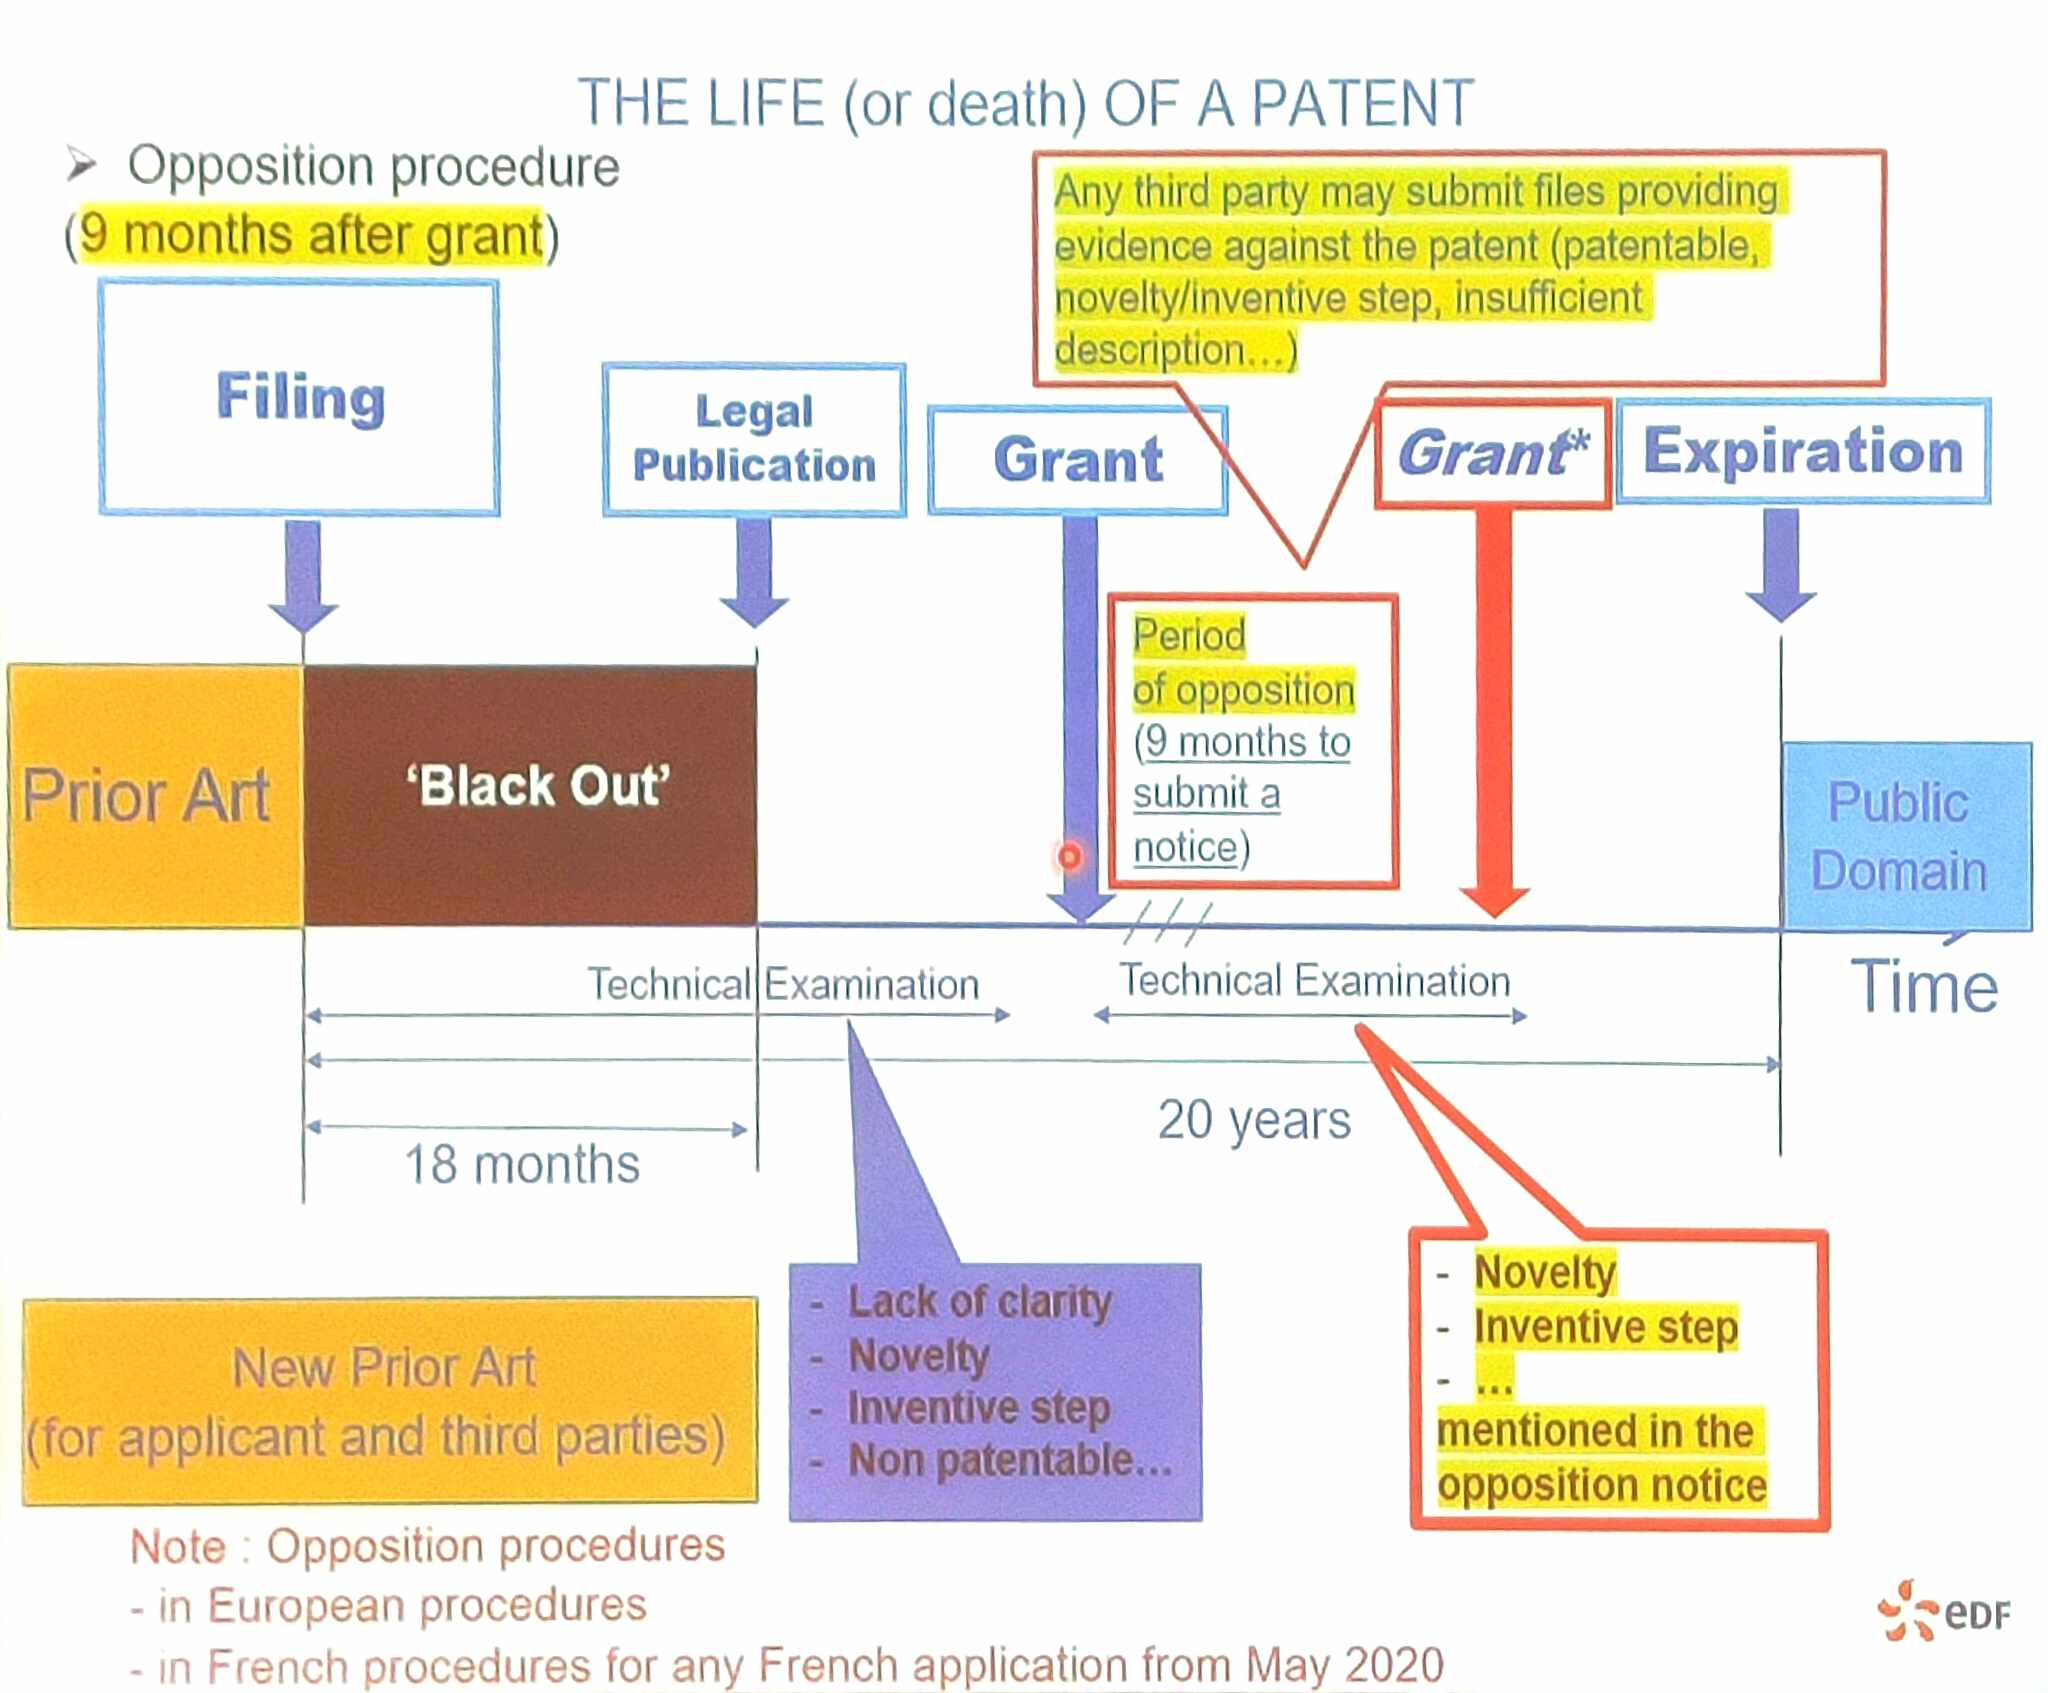 THE LIFE (or death) OF A PATENT
➢ Opposition procedure
(9 months after grant)
Any third party may submit files providing
evidence against the patent (patentable,
novelty/inventive step, insufficient
description...)
Filing
Legal
Publication
Grant
Grant*
Expiration
Period
of opposition
(9 months to
submit a
notice)
Prior Art
‘Black Out’
Public
Domain
Technical Examination
Technical Examination
Time
20 years
18 months
- Lack of clarity
- Novelty
- Inventive step
- Non patentable...
- Novelty
- Inventive step
- ...
mentioned in the
opposition notice
New Prior Art
(for applicant and third parties)
Note : Opposition procedures
- in European procedures
- in French procedures for any French application from May 2020
eDF